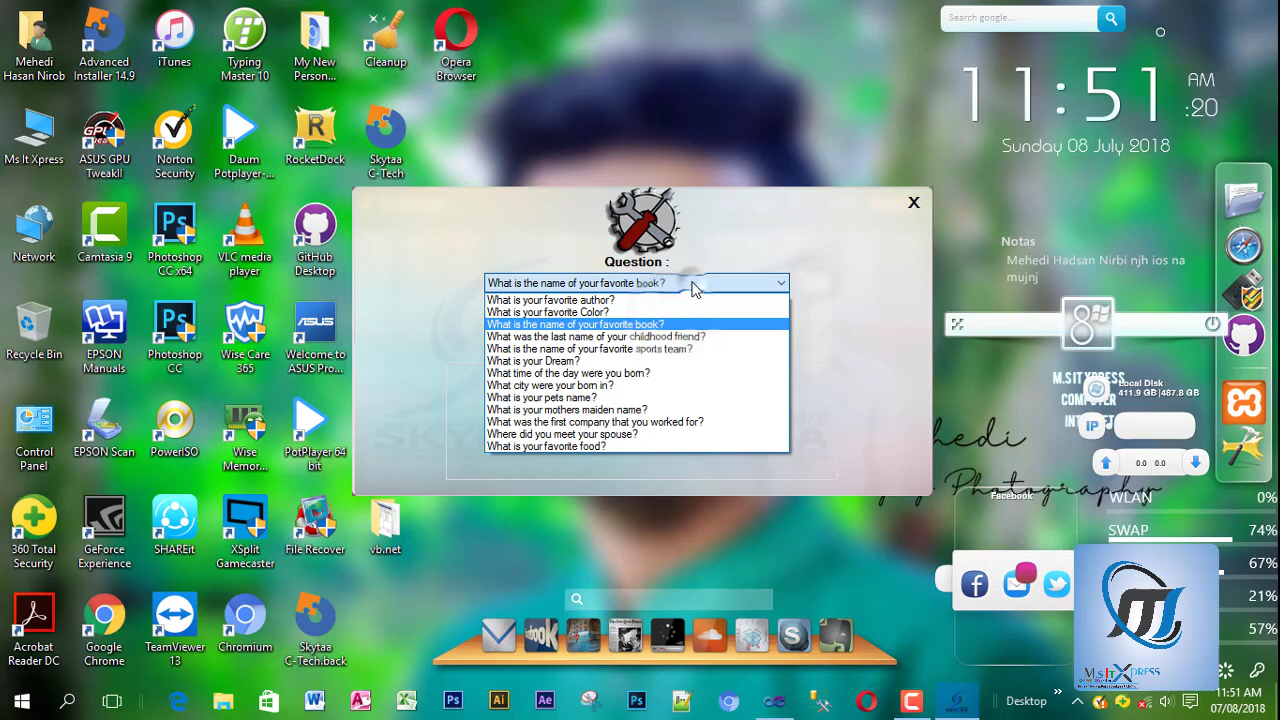 Mehedi
Hasan Nirob
Advanced
Installer 14.9
iTunes
Typing
Master 10
My New
Person...
Cleanup
Opera
Browser
Ms It Xpress
ASUS GPU
TweakII
Norton
Security
Daum
Potplayer-...
RocketDock
Skytaa
C-Tech
Network
Camtasia 9
Photoshop
CC x64
VLC media
player
GitHub
Desktop
Recycle Bin
EPSON
Manuals
Photoshop
CC
Wise Care
365
Welcome to
ASUS Pro...
Control
Panel
EPSON Scan
PowerISO
Wise
Memor...
PotPlayer 64
bit
360 Total
Security
GeForce
Experience
SHAREit
XSplit
Gamecaster
File Recover
vb.net
Acrobat
Reader DC
Google
Chrome
TeamViewer
13
Chromium
Skytaa
C-Tech.back
X
Question :
What is the name of your favorite book?
What is your favorite author?
What is your favorite Color?
What is the name of your favorite book?
What was the last name of your childhood friend?
What is the name of your favorite sports team?
What is your Dream?
What time of the day were you born?
What city were your born in?
What is your pets name?
What is your mothers maiden name?
What was the first company that you worked for?
Where did you meet your spouse?
What is your favorite food?
Search google...
11:51
AM
:20
Sunday 08 July 2018
Notas
Mehedi Hadsan Nirbi njh ios na
mujnj
8
M.S IT XPRESS
COMPUTER
Local Disk
411.9 GB |487.8 GB
IP
0.0 0.0
Photography
Facebook
WLAN 0%
SWAP 74%
67%
21%
57%
M.s It Xpress
Desktop
11:51 AM
07/08/2018